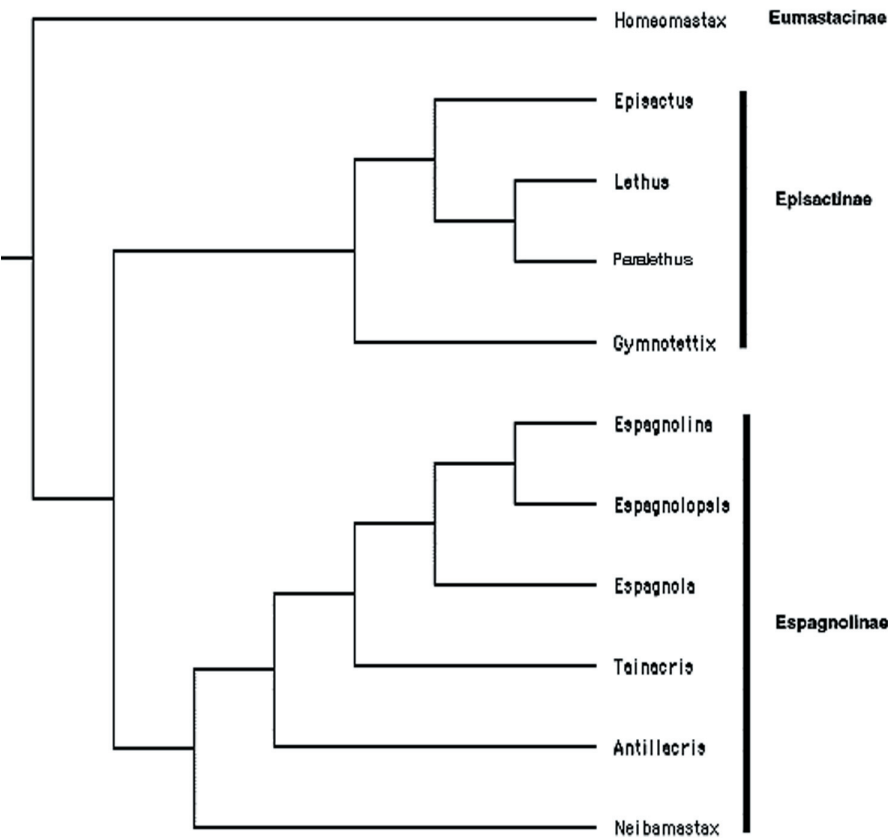 Homeomastax Eumastacinae
Episactus
Lethus
Episactinae
Paralethus
Gymnotettix
Espagnolina
Espagnolopsis
Espagnola
Espagnolinae
Tainacris
Antillacris
Neibamastax